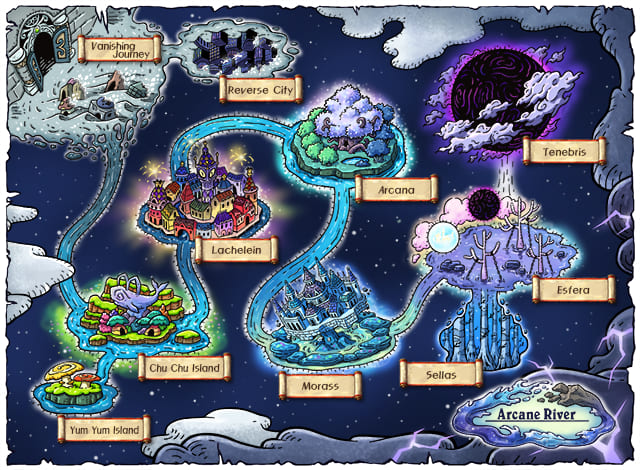 Vanishing
Journey
Reverse City
Tenebris
Arcana
Lachelein
Esfera
Chu Chu Island
Morass
Sellas
Yum Yum Island
Arcane River